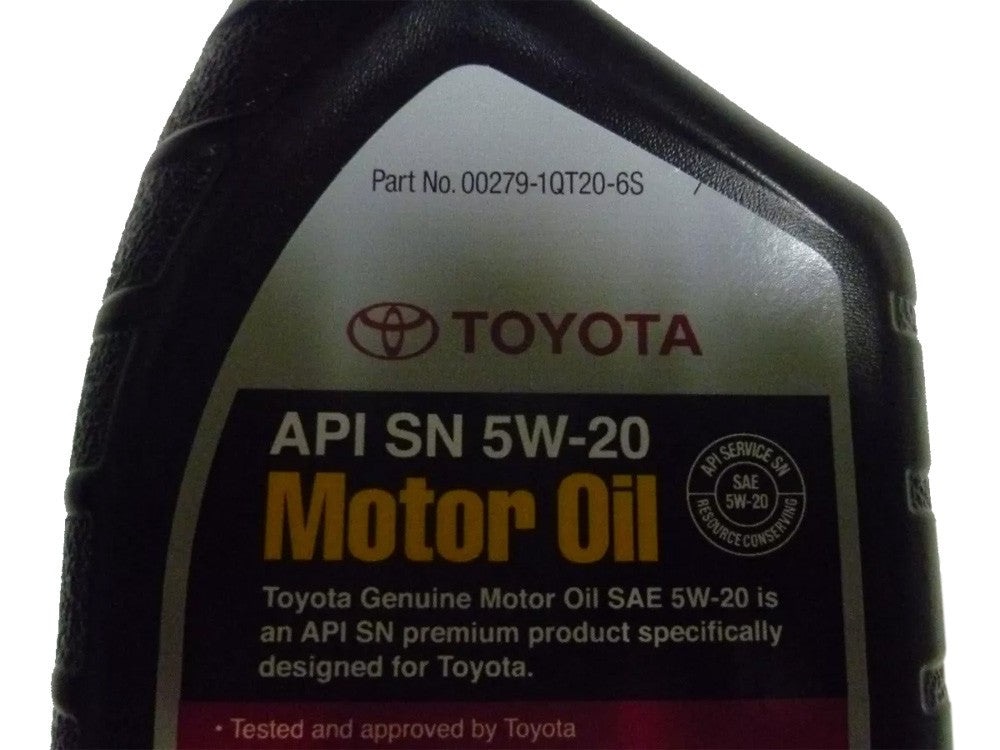 Part No. 00279-1QT20-6S
TOYOTA
API SN 5W-20
Motor Oil
API SERVICE SN
SAE
5W-20
RESOURCE CONSERVING
Toyota Genuine Motor Oil SAE 5W-20 is
an API SN premium product specifically
designed for Toyota.
• Tested and approved by Toyota